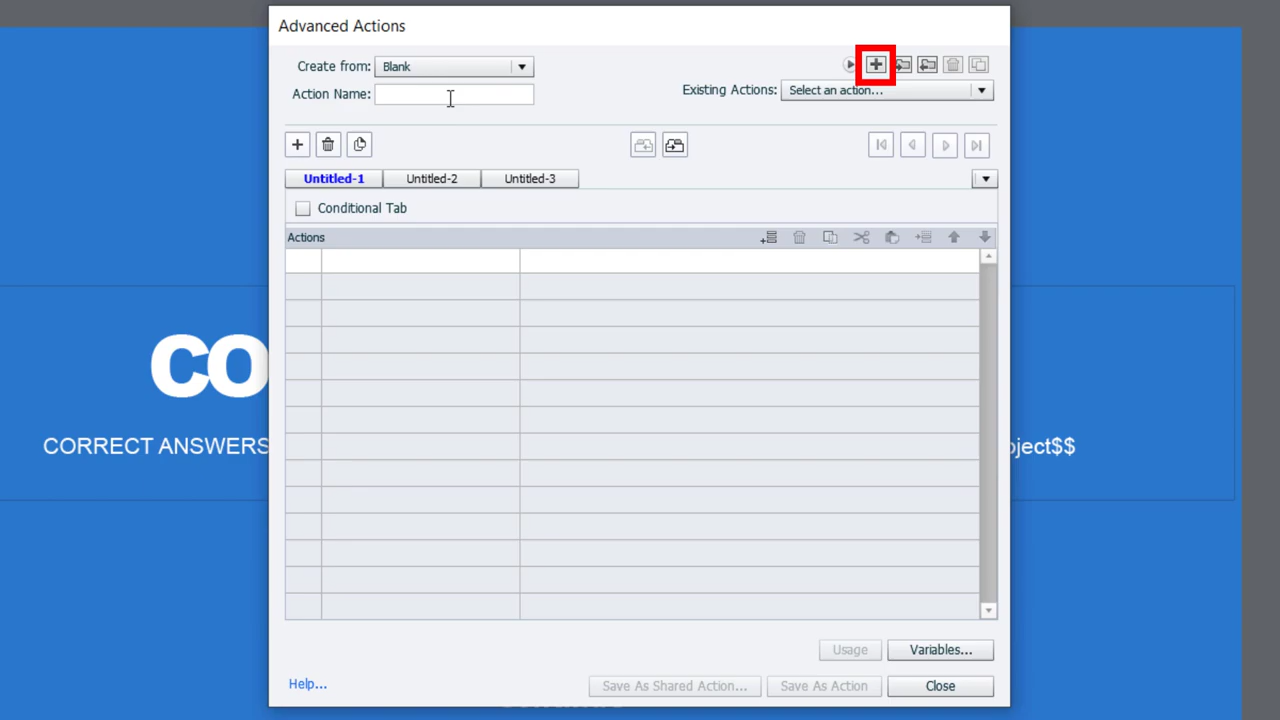 Advanced Actions
Create from: Blank
Action Name:
Existing Actions: Select an action...
Untitled-1 Untitled-2 Untitled-3
Conditional Tab
Actions
CO
CORRECT ANSWERS
oject$$
Usage Variables...
Help... Save As Shared Action... Save As Action Close